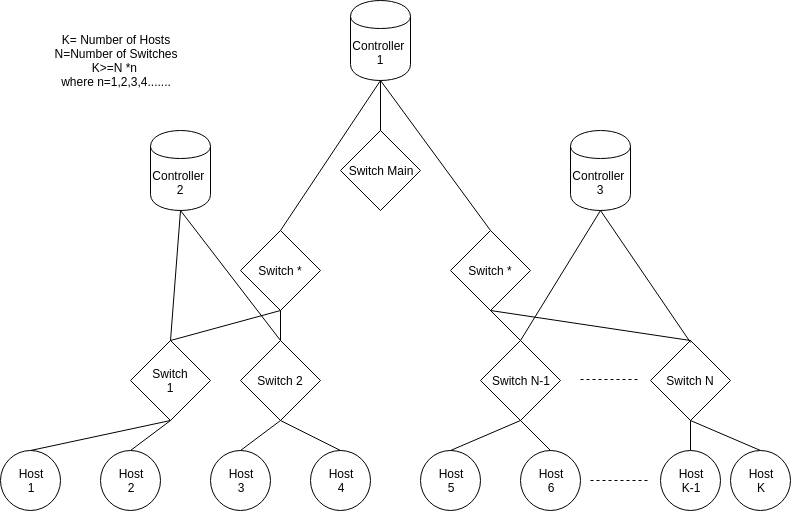 Controller
1
K= Number of Hosts
N=Number of Switches
K>=N *n
where n=1,2,3,4.......
Switch Main
Controller
2
Controller
3
Switch *
Switch *
Switch
1
Switch 2
Switch N-1
Switch N
Host
1
Host
2
Host
3
Host
4
Host
5
Host
6
Host
K-1
Host
K